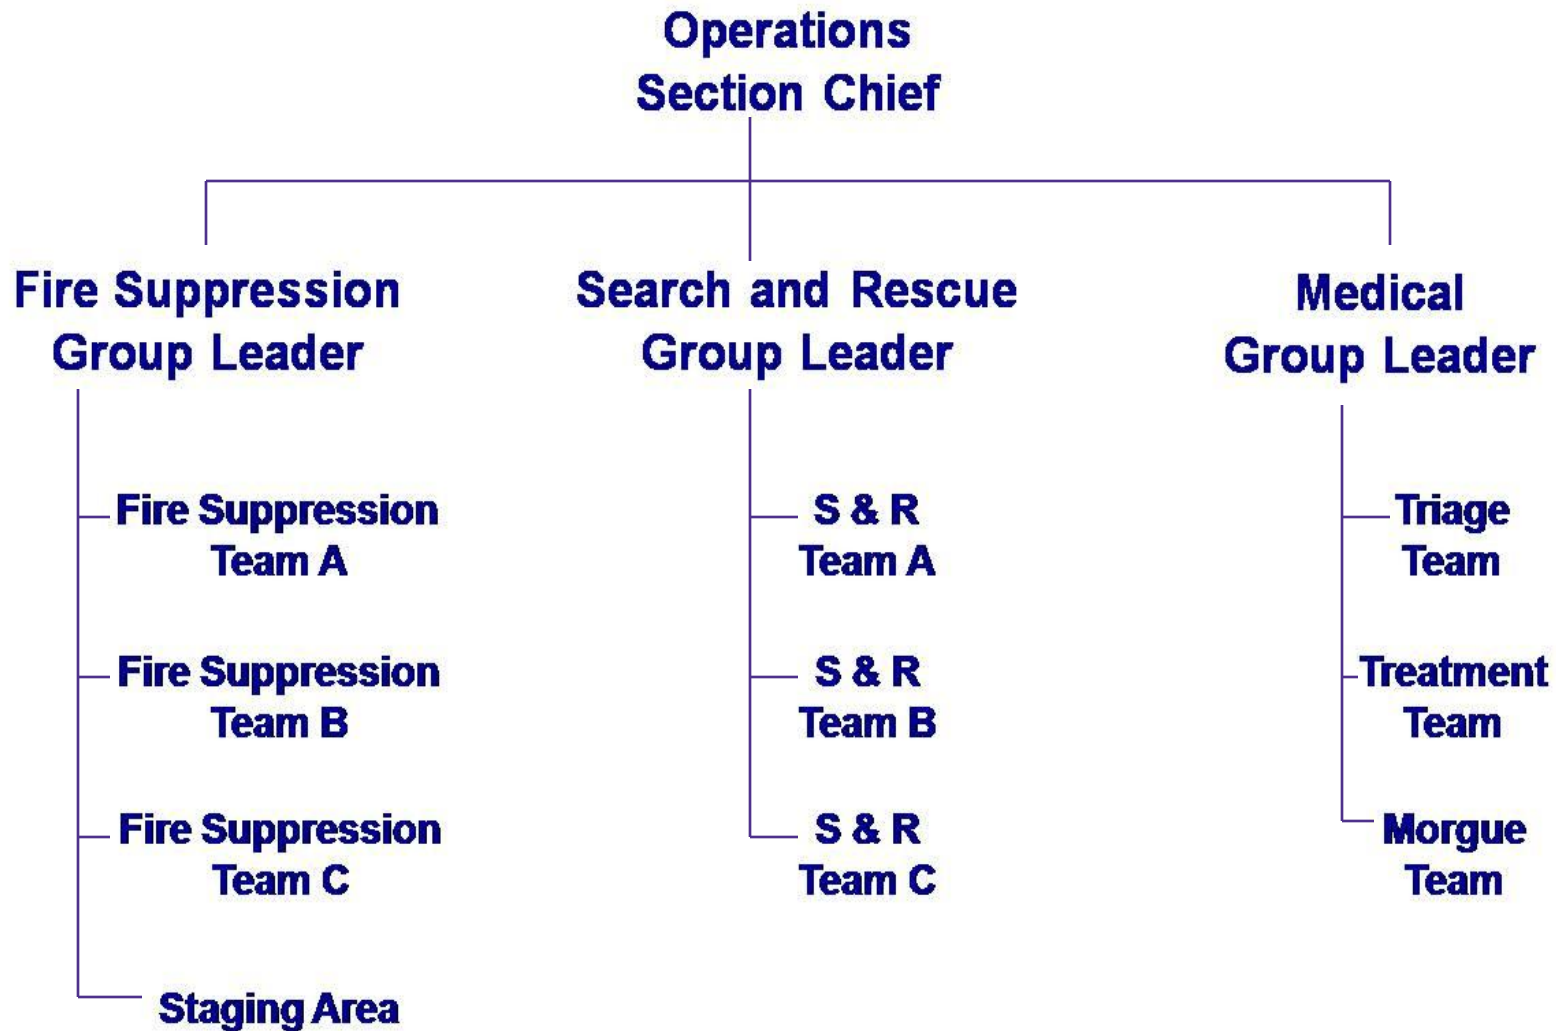 Operations
Section Chief
Fire Suppression
Group Leader
Search and Rescue
Group Leader
Medical
Group Leader
Fire Suppression
Team A
Fire Suppression
Team B
Fire Suppression
Team C
Staging Area
S & R
Team A
S & R
Team B
S & R
Team C
Triage
Team
Treatment
Team
Morgue
Team